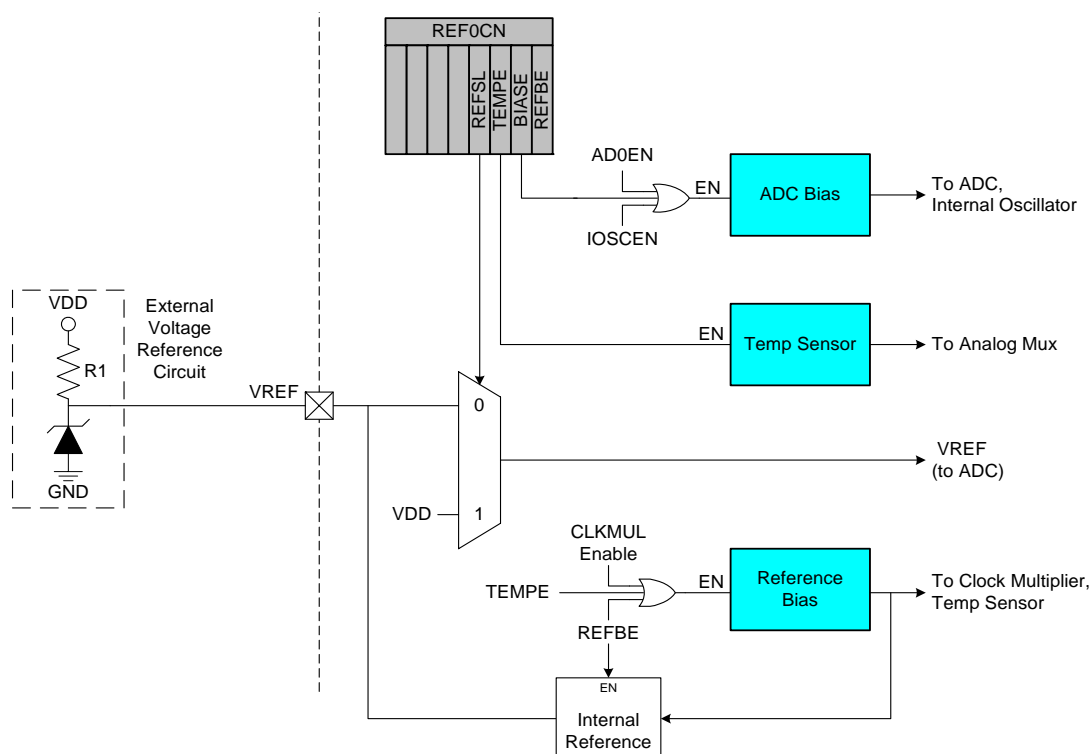 REF0CN
REFSL
TEMPE
BIASE
REFBE
AD0EN
IOSCEN
EN
ADC Bias
To ADC,
Internal Oscillator
VDD
R1
GND
External
Voltage
Reference
Circuit
EN
Temp Sensor
To Analog Mux
VREF
0
1
VDD
VREF
(to ADC)
CLKMUL
Enable
TEMPE
REFBE
EN
Reference
Bias
To Clock Multiplier,
Temp Sensor
EN
Internal
Reference